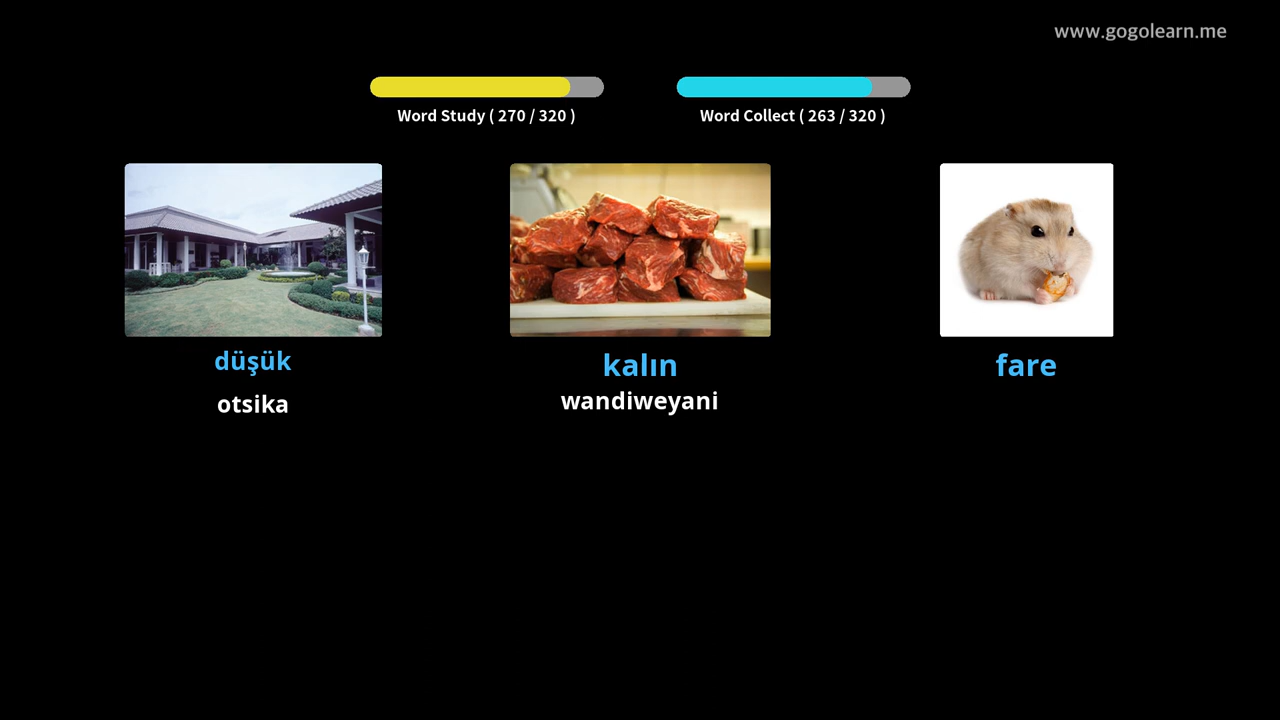 www.gogolearn.me
Word Study ( 270 / 320 )
Word Collect ( 263 / 320 )
düşük
kalın
fare
otsika
wandiweyani